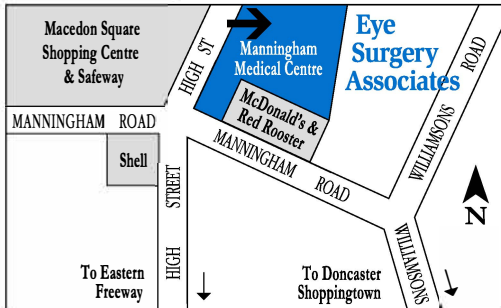 Macedon Square
Shopping Centre
& Safeway
HIGH ST
Manningham
Medical Centre
Eye
Surgery
Associates
McDonald's &
Red Rooster
MANNINGHAM ROAD
MANNINGHAM ROAD
WILLIAMSONS ROAD
Shell
HIGH STREET
N
To Eastern
Freeway
To Doncaster
Shoppingtown
WILLIAMSONS